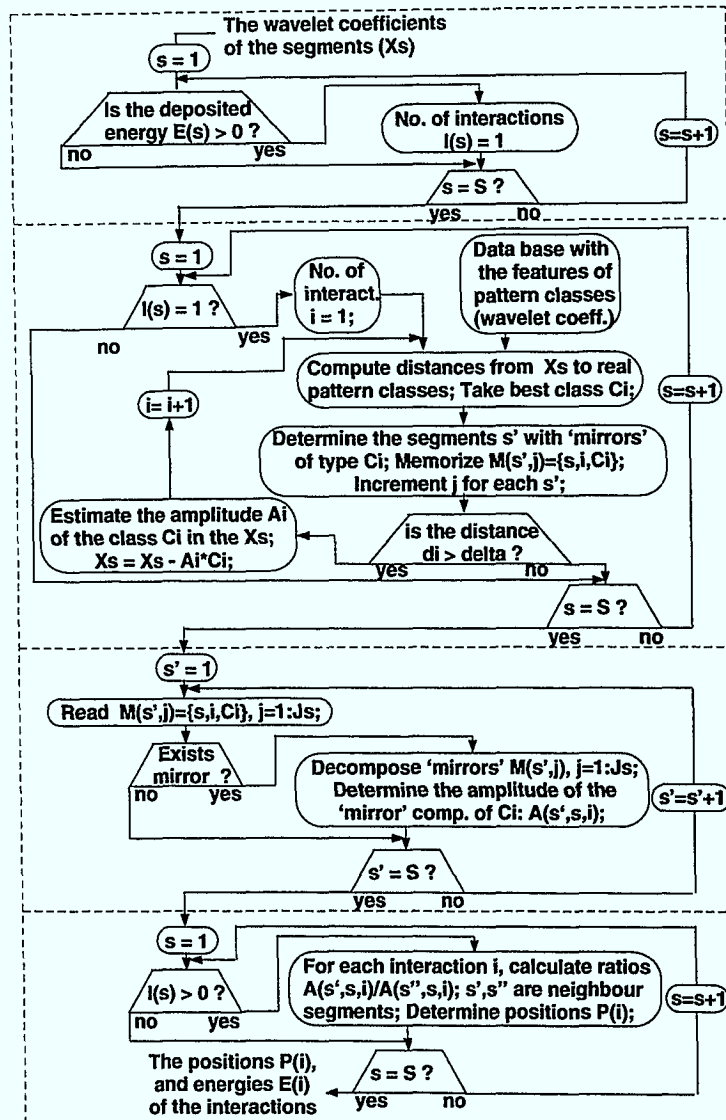 The wavelet coefficients
of the segments (Xs)
s = 1
Is the deposited
energy E(s) > 0 ?
no
yes
No. of interactions
I(s) = 1
s=s+1
s = S ?
yes
no
s = 1
I(s) = 1 ?
no
yes
No. of
interact.
i = 1;
Data base with
the features of
pattern classes
(wavelet coeff.)
Compute distances from Xs to real
pattern classes; Take best class Ci;
s=s+1
i= i+1
Determine the segments s' with 'mirrors'
of type Ci; Memorize M(s',j)={s,i,Ci};
Increment j for each s';
Estimate the amplitude Ai
of the class Ci in the Xs;
Xs = Xs - Ai*Ci;
is the distance
di > delta ?
yes
no
s = S ?
yes
no
s' = 1
Read M(s',j)={s,i,Ci}, j=1:Js;
Exists
mirror ?
no
yes
Decompose 'mirrors' M(s',j), j=1:Js;
Determine the amplitude of the
'mirror' comp. of Ci: A(s',s,i);
s'=s'+1
s' = S ?
yes
no
s = 1
I(s) > 0 ?
no
yes
For each interaction i, calculate ratios
A(s',s,i)/A(s'',s,i); s',s'' are neighbour
segments; Determine positions P(i);
s=s+1
s = S ?
yes
no
The positions P(i),
and energies E(i)
of the interactions